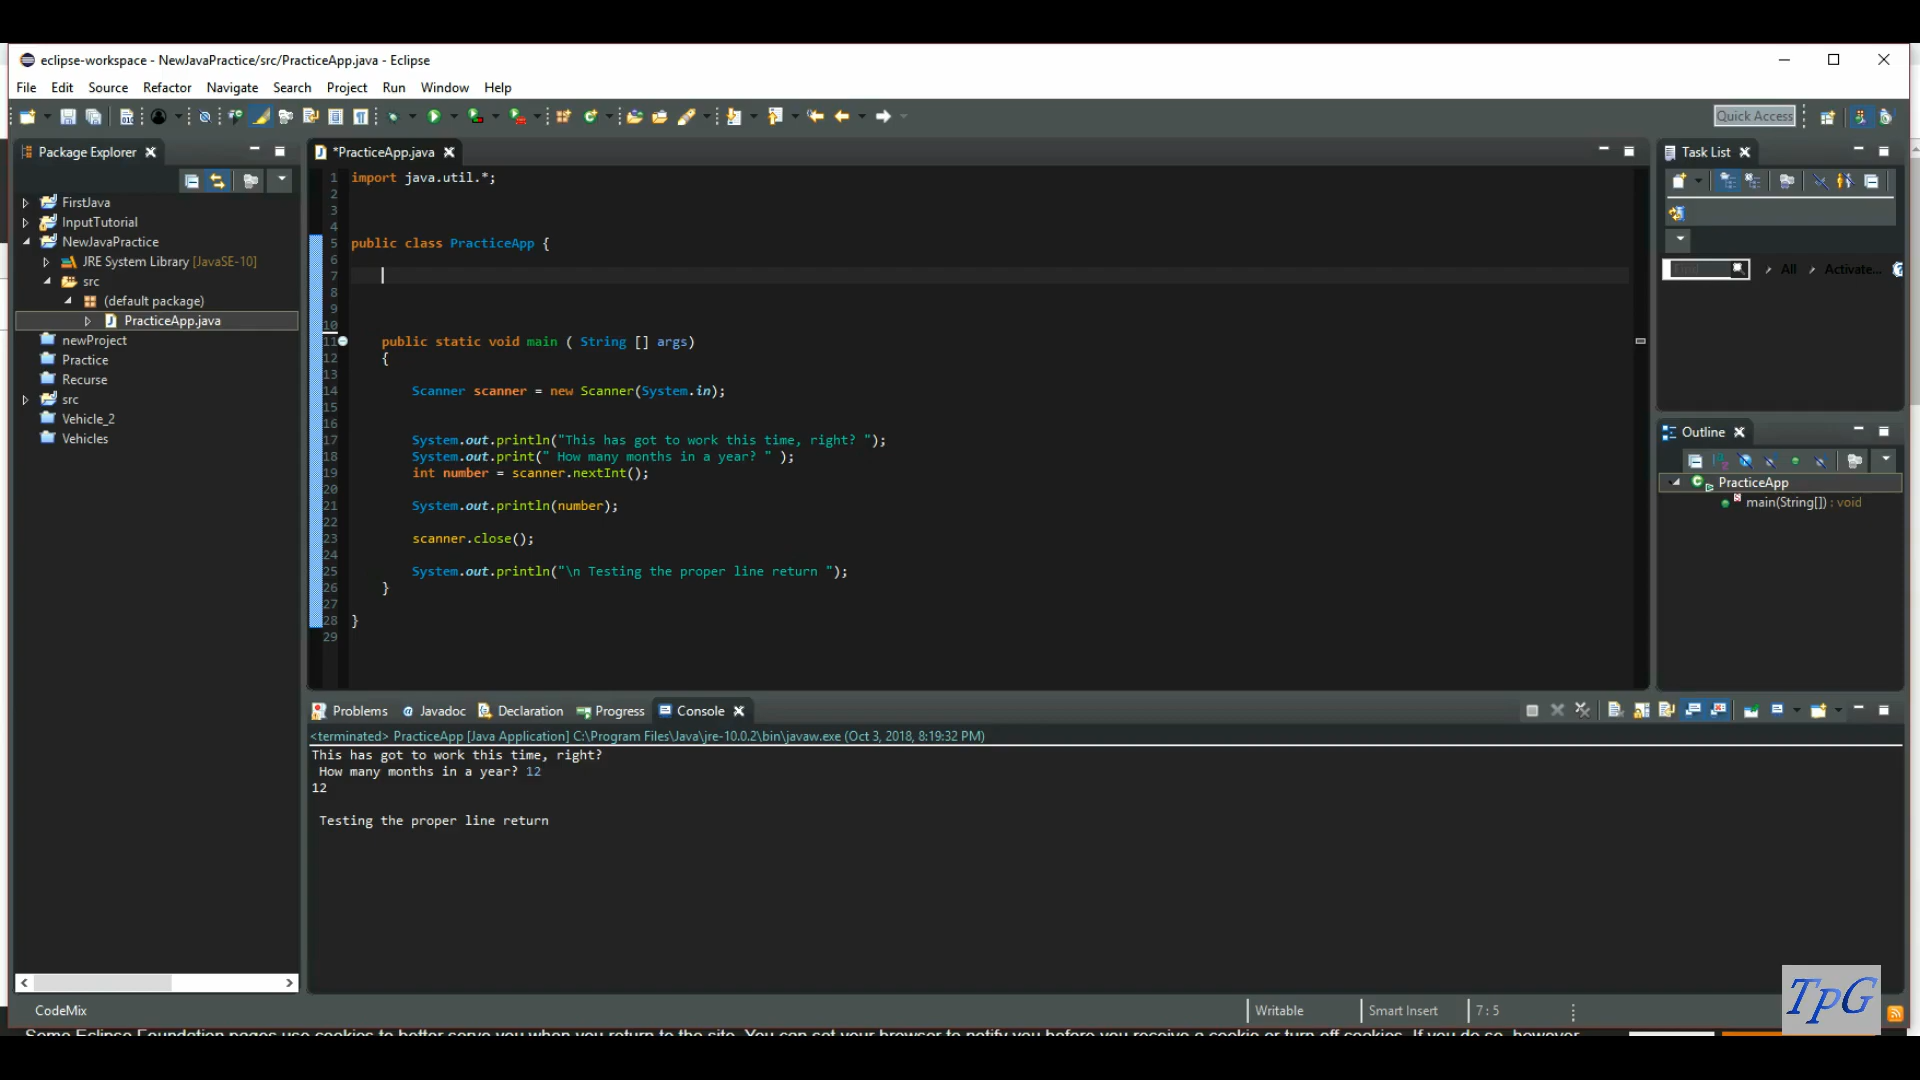 eclipse-workspace - NewJavaPractice/src/PracticeApp.java - Eclipse
File Edit Source Refactor Navigate Search Project Run Window Help
Quick Access
Package Explorer
FirstJava
InputTutorial
NewJavaPractice
JRE System Library [JavaSE-10]
src
(default package)
PracticeApp.java
newProject
Practice
Recurse
src
Vehicle_2
Vehicles
*PracticeApp.java
1 import java.util.*;
2
3
4
5 public class PracticeApp {
6
7
8
9
10
11 public static void main ( String [] args)
12 {
13
14 Scanner scanner = new Scanner(System.in);
15
16
17 System.out.println("This has got to work this time, right? ");
18 System.out.print(" How many months in a year? " );
19 int number = scanner.nextInt();
20
21 System.out.println(number);
22
23 scanner.close();
24
25 System.out.println("\n Testing the proper line return ");
26 }
27
28 }
29
Task List
All Activate...
Outline
PracticeApp
main(String[]) : void
Problems Javadoc Declaration Progress Console
<terminated> PracticeApp [Java Application] C:\Program Files\Java\jre-10.0.2\bin\javaw.exe (Oct 3, 2018, 8:19:32 PM)
This has got to work this time, right?
How many months in a year? 12
12
Testing the proper line return
CodeMix
Writable Smart Insert 7 : 5
TpG
Some Eclipse Foundation pages use cookies to better serve you when you return to the site. You can set your browser to notify you before you receive a cookie or turn off cookies. If you do so, however